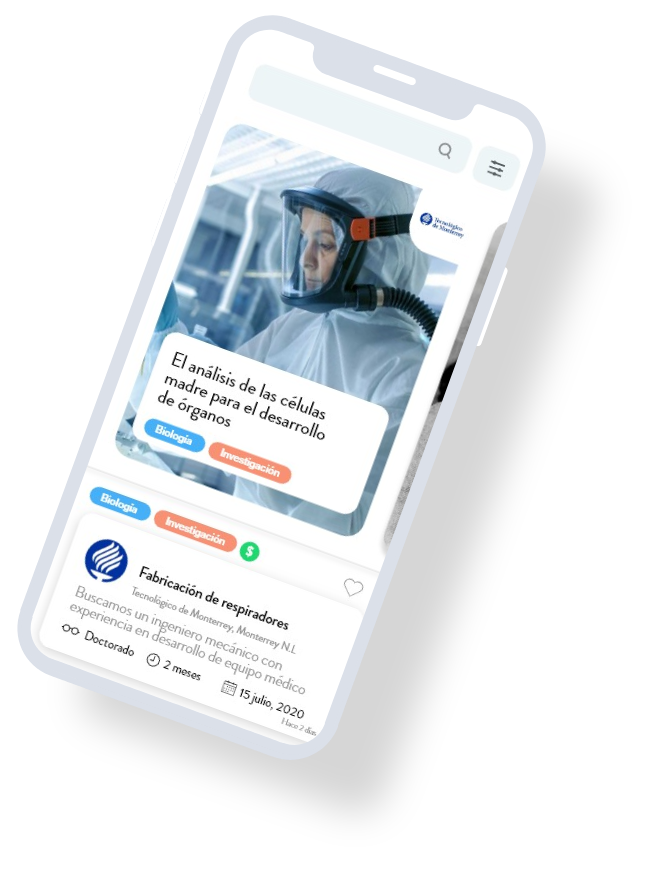 Tecnológico
de Monterrey
El análisis de las células
madre para el desarrollo
de órganos
Biología
Investigación
Biología
Investigación
$
Fabricación de respiradores
Tecnológico de Monterrey, Monterrey N.L
Buscamos un ingeniero mecánico con
experiencia en desarrollo de equipo médico
Doctorado
2 meses
15 julio, 2020
Hace 2 días